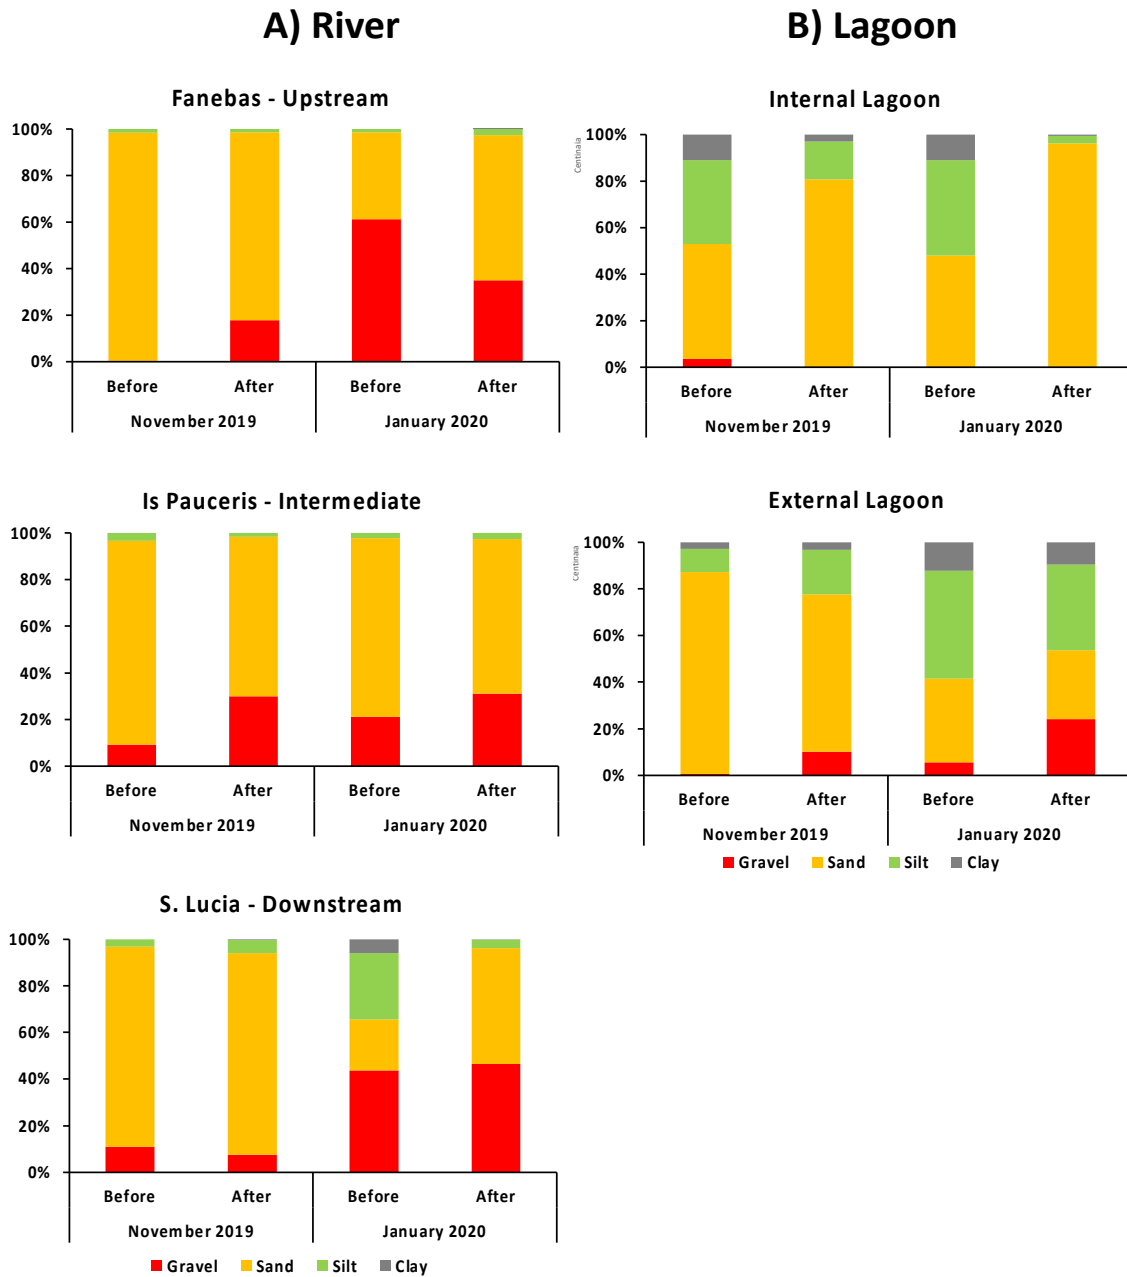 A) River
Fanebas - Upstream
100%
80%
60%
40%
20%
0%
Before After Before After
November 2019 January 2020
Is Pauceris - Intermediate
100%
80%
60%
40%
20%
0%
Before After Before After
November 2019 January 2020
S. Lucia - Downstream
100%
80%
60%
40%
20%
0%
Before After Before After
November 2019 January 2020
Gravel Sand Silt Clay
B) Lagoon
Internal Lagoon
Centinaia
100%
80%
60%
40%
20%
0%
Before After Before After
November 2019 January 2020
External Lagoon
Centinaia
100%
80%
60%
40%
20%
0%
Before After Before After
November 2019 January 2020
Gravel Sand Silt Clay